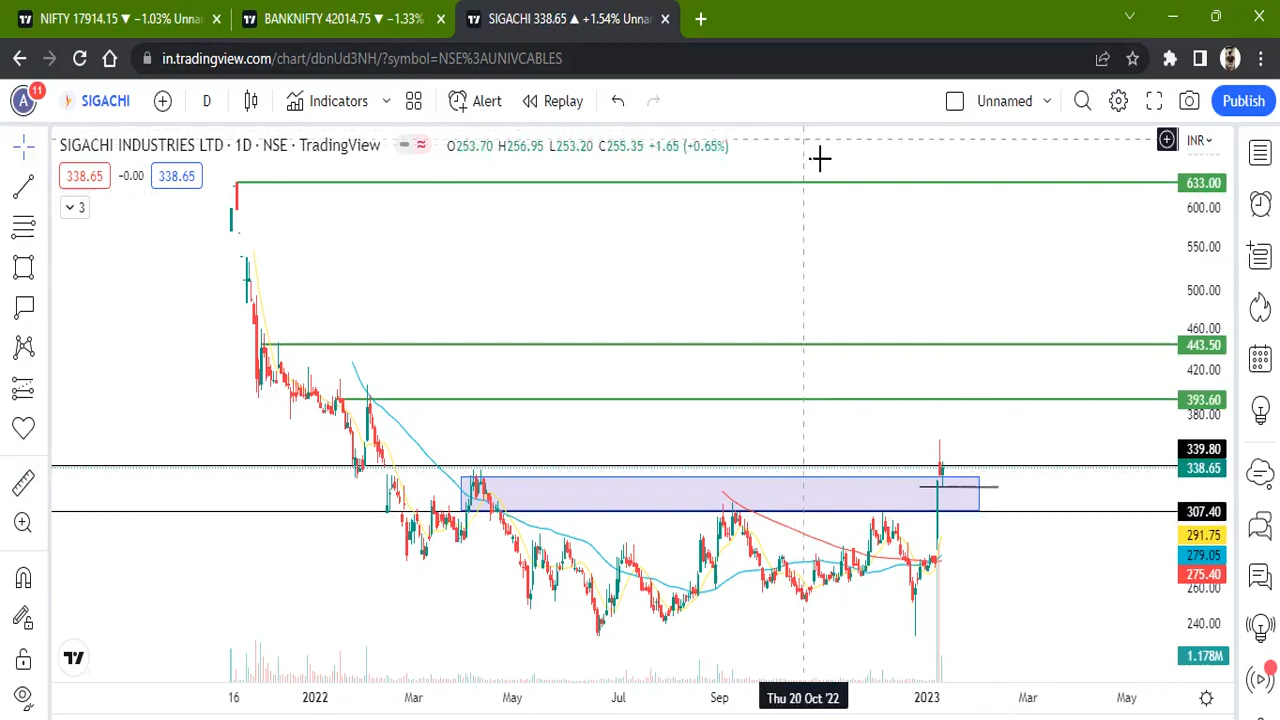 NIFTY 17914.15 ▼ −1.03% Unna
BANKNIFTY 42014.75 ▼ −1.33%
SIGACHI 338.65 ▲ +1.54% Unna
in.tradingview.com/chart/dbnUd3NH/?symbol=NSE%3AUNIVCABLES
A 11
SIGACHI
D
Indicators
Alert
Replay
Unnamed
Publish
SIGACHI INDUSTRIES LTD · 1D · NSE · TradingView
O253.70 H256.95 L253.20 C255.35 +1.65 (+0.65%)
INR
338.65 −0.00 338.65
3
633.00
600.00
550.00
500.00
460.00
443.50
420.00
393.60
380.00
339.80
338.65
307.40
291.75
279.05
275.40
260.00
240.00
1.178M
16 2022 Mar May Jul Sep Thu 20 Oct '22 2023 Mar May